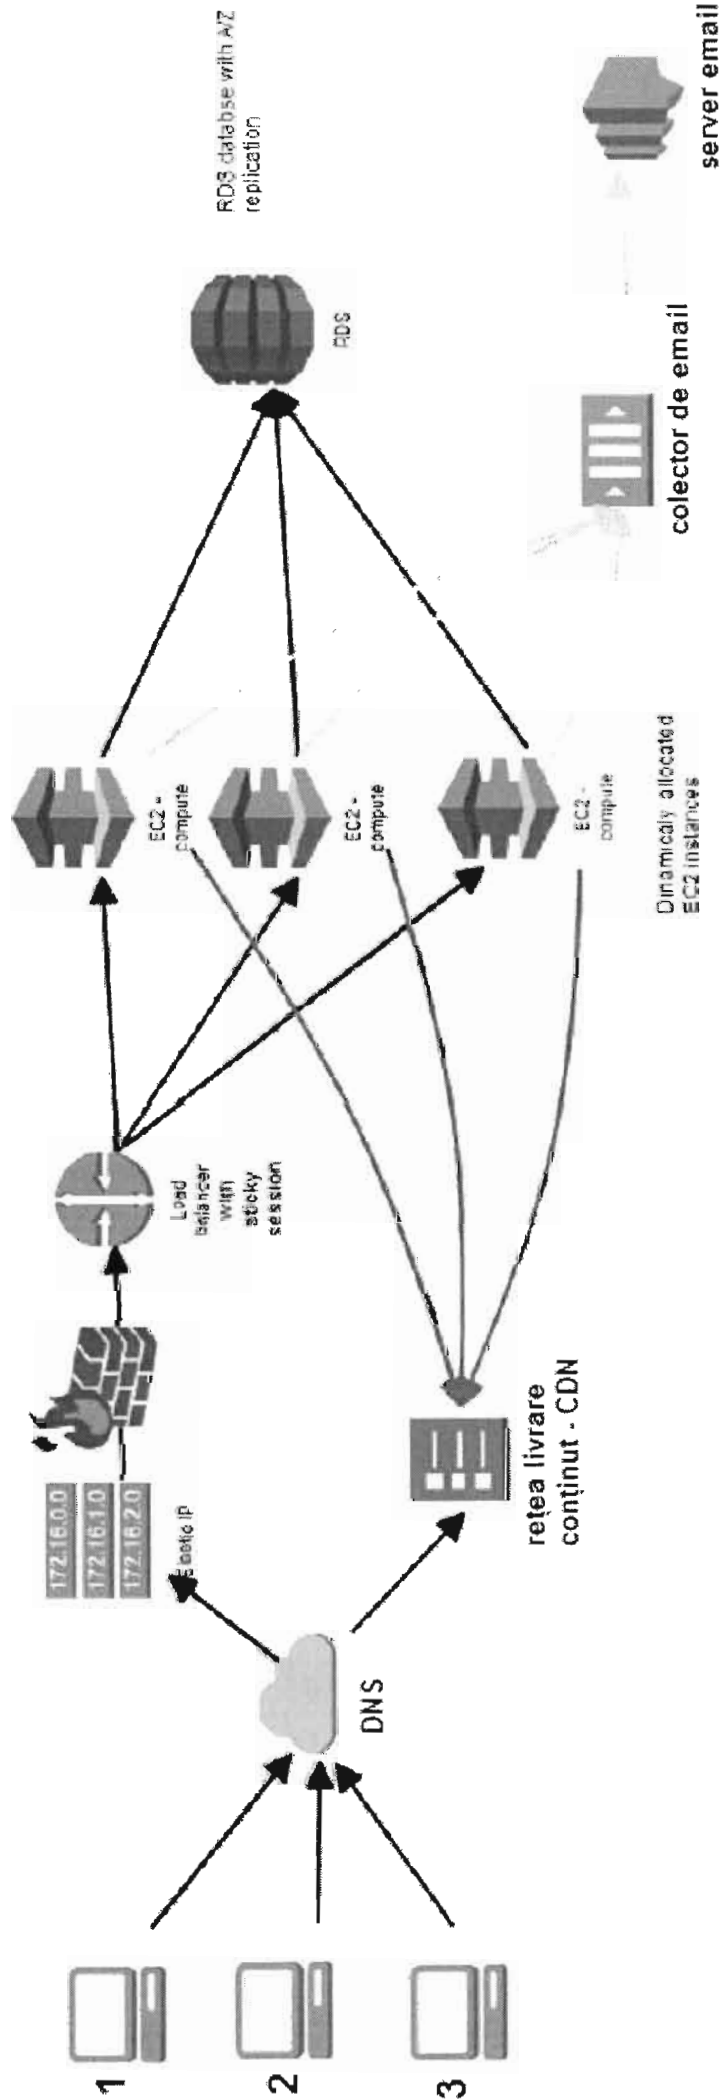 1
2
3
DNS
172.16.0.0
172.16.1.0
172.16.2.0
Elastic IP
rețea livrare
conținut - CDN
Load
balancer
with
sticky
session
EC2 -
compute
EC2 -
compute
EC2 -
compute
Dinamicaly allocated
EC2 instances
RDS
RDS databse with A/Z
replication
colector de email
server email